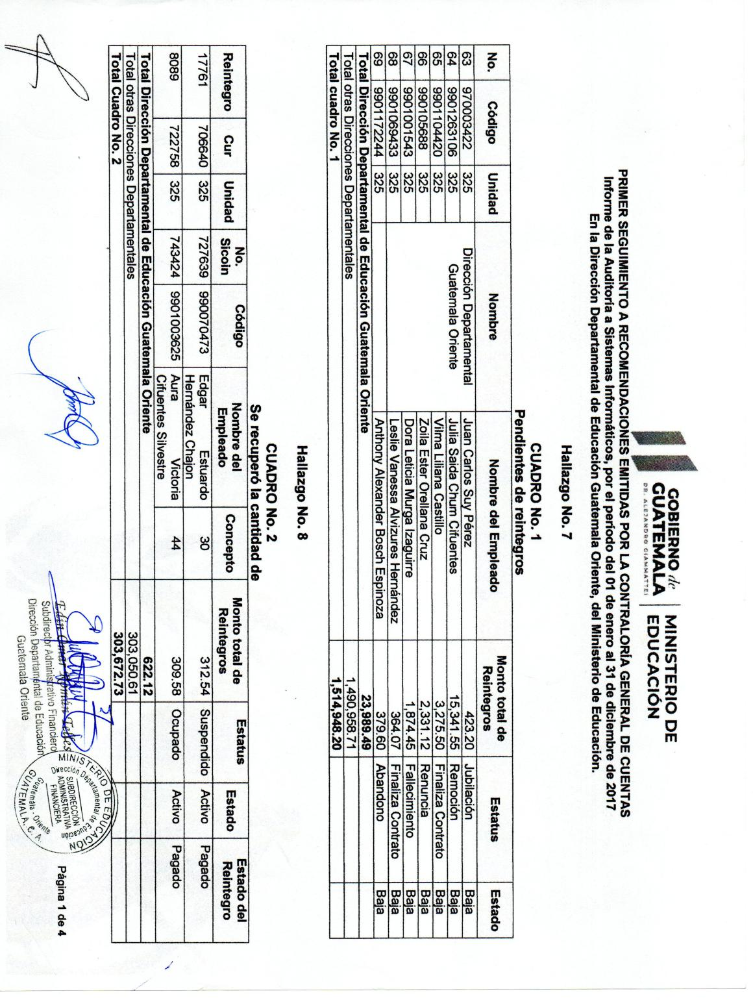 GOBIERNO de
GUATEMALA
DR. ALEJANDRO GIAMMATTEI
MINISTERIO DE
EDUCACIÓN
PRIMER SEGUIMIENTO A RECOMENDACIONES EMITIDAS POR LA CONTRALORÍA GENERAL DE CUENTAS
Informe de la Auditoría a Sistemas Informáticos, por el período del 01 de enero al 31 de diciembre de 2017
En la Dirección Departamental de Educación Guatemala Oriente, del Ministerio de Educación.
Hallazgo No. 7
CUADRO No. 1
Pendientes de reintegros
No. Código Unidad Nombre Nombre del Empleado Monto total de Reintegros Estatus Estado
63 970003422 325 Dirección Departamental Guatemala Oriente Juan Carlos Suy Pérez 423.20 Jubilación Baja
64 9901263106 325 Julia Saida Chum Cifuentes 15,341.55 Remoción Baja
65 9901104420 325 Vilma Liliana Castillo 3,275.50 Finaliza Contrato Baja
66 990105688 325 Zoila Ester Orellana Cruz 2,331.12 Renuncia Baja
67 9901001543 325 Dora Leticia Murga Izaguirre 1,874.45 Fallecimiento Baja
68 9901069433 325 Leslie Vanessa Alvizures Hernández 364.07 Finaliza Contrato Baja
69 9901172244 325 Anthony Alexander Bosch Espinoza 379.60 Abandono Baja
Total Dirección Departamental de Educación Guatemala Oriente 23,989.49
Total otras Direcciones Departamentales 1,490,958.71
Total cuadro No. 1 1,514,948.20
Hallazgo No. 8
CUADRO No. 2
Se recuperó la cantidad de
Reintegro Cur Unidad No. Sicoin Código Nombre del Empleado Concepto Monto total de Reintegros Estatus Estado Estado del Reintegro
17761 706640 325 727639 990070473 Edgar Estuardo Hernández Chajon 30 312.54 Suspendido Activo Pagado
8089 722758 325 743424 9901003625 Aura Victoria Cifuentes Silvestre 44 309.58 Ocupado Activo Pagado
Total Dirección Departamental de Educación Guatemala Oriente 622.12
Total otras Direcciones Departamentales 303,050.61
Total Cuadro No. 2 303,672.73
Edin Omar Román Telles
Subdirector Administrativo Financiero
Dirección Departamental de Educación
Guatemala Oriente
MINISTERIO DE EDUCACIÓN
Dirección Departamental de Educación
SUBDIRECCIÓN
ADMINISTRATIVA
FINANCIERA
Guatemala - Oriente
GUATEMALA, C. A.
Página 1 de 4